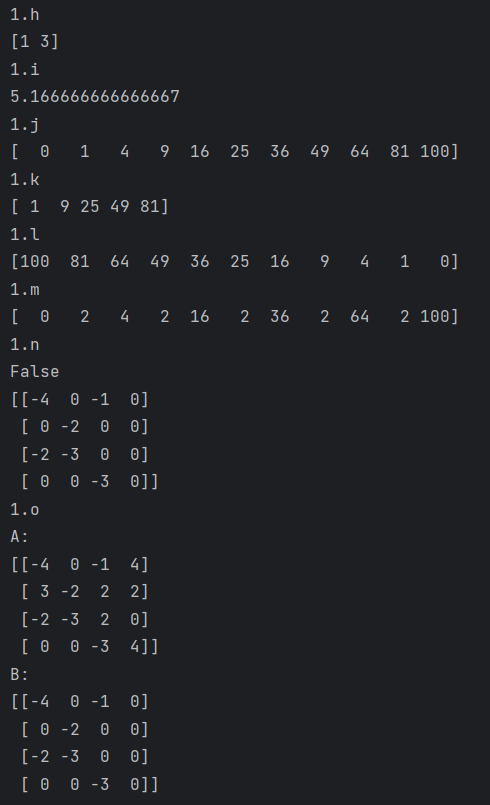 1.h
[1 3]
1.i
5.166666666666667
1.j
[  0   1   4   9  16  25  36  49  64  81 100]
1.k
[ 1  9 25 49 81]
1.l
[100  81  64  49  36  25  16   9   4   1   0]
1.m
[  0   2   4   2  16   2  36   2  64   2 100]
1.n
False
[[-4  0 -1  0]
 [ 0 -2  0  0]
 [-2 -3  0  0]
 [ 0  0 -3  0]]
1.o
A:
[[-4  0 -1  4]
 [ 3 -2  2  2]
 [-2 -3  2  0]
 [ 0  0 -3  4]]
B:
[[-4  0 -1  0]
 [ 0 -2  0  0]
 [-2 -3  0  0]
 [ 0  0 -3  0]]